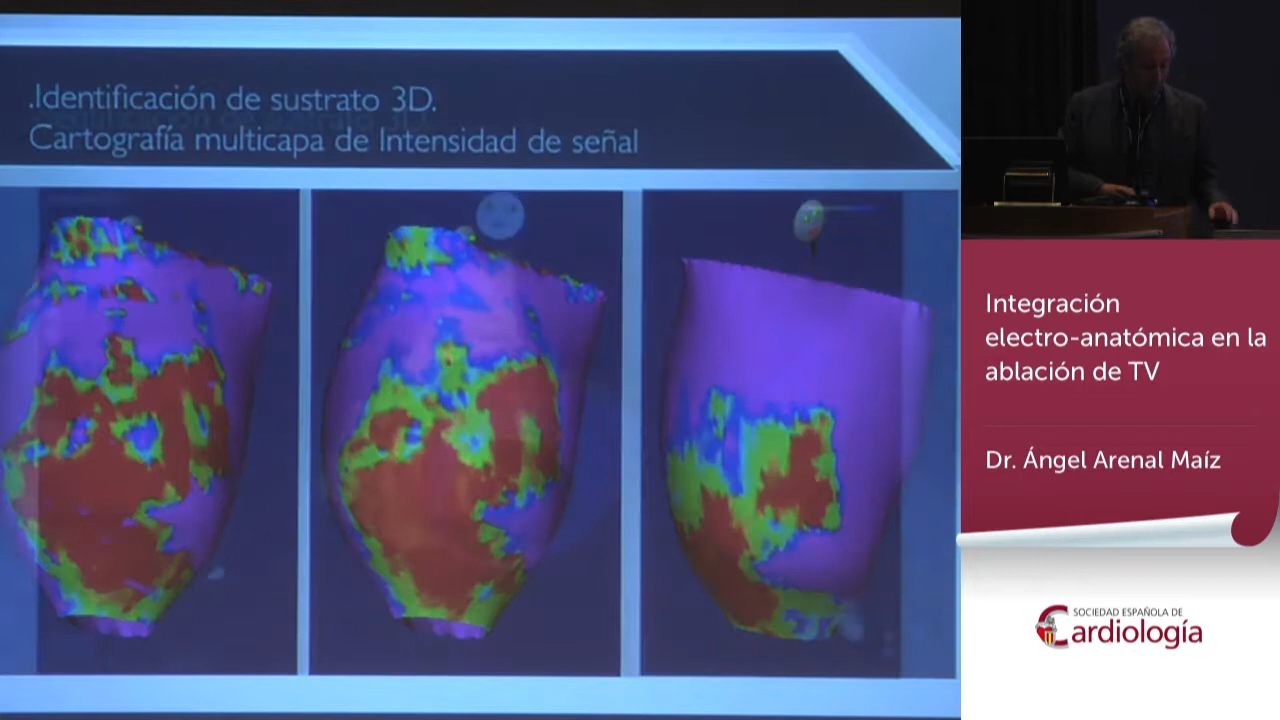 .Identificación de sustrato 3D.
Cartografía multicapa de Intensidad de señal
Integración
electro-anatómica en la
ablación de TV
Dr. Ángel Arenal Maíz
SOCIEDAD ESPAÑOLA DE
Cardiología